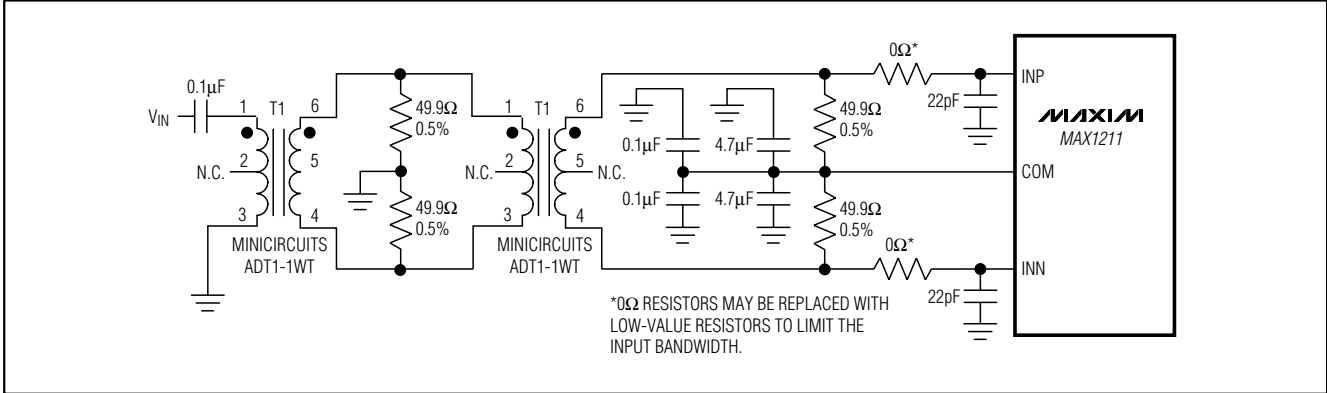 0Ω*
0.1µF
T1
1
6
V_IN
2
5
N.C.
3
4
MINICIRCUITS
ADT1-1WT
49.9Ω
0.5%
49.9Ω
0.5%
T1
1
6
N.C.
2
5
N.C.
3
4
MINICIRCUITS
ADT1-1WT
0.1µF
4.7µF
0.1µF
4.7µF
49.9Ω
0.5%
49.9Ω
0.5%
22pF
0Ω*
22pF
INP
MAXIM
MAX1211
COM
INN
*0Ω RESISTORS MAY BE REPLACED WITH
LOW-VALUE RESISTORS TO LIMIT THE
INPUT BANDWIDTH.